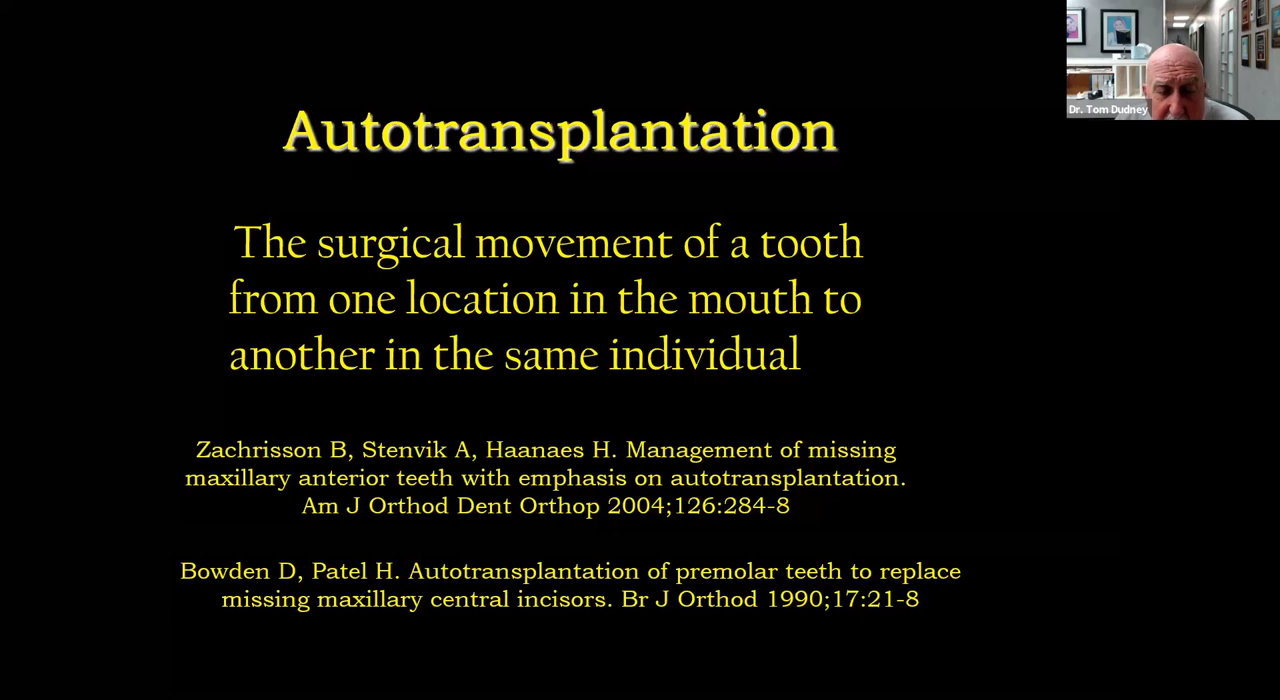 Dr. Tom Dudney
Autotransplantation
The surgical movement of a tooth
from one location in the mouth to
another in the same individual
Zachrisson B, Stenvik A, Haanaes H. Management of missing
maxillary anterior teeth with emphasis on autotransplantation.
Am J Orthod Dent Orthop 2004;126:284-8
Bowden D, Patel H. Autotransplantation of premolar teeth to replace
missing maxillary central incisors. Br J Orthod 1990;17:21-8